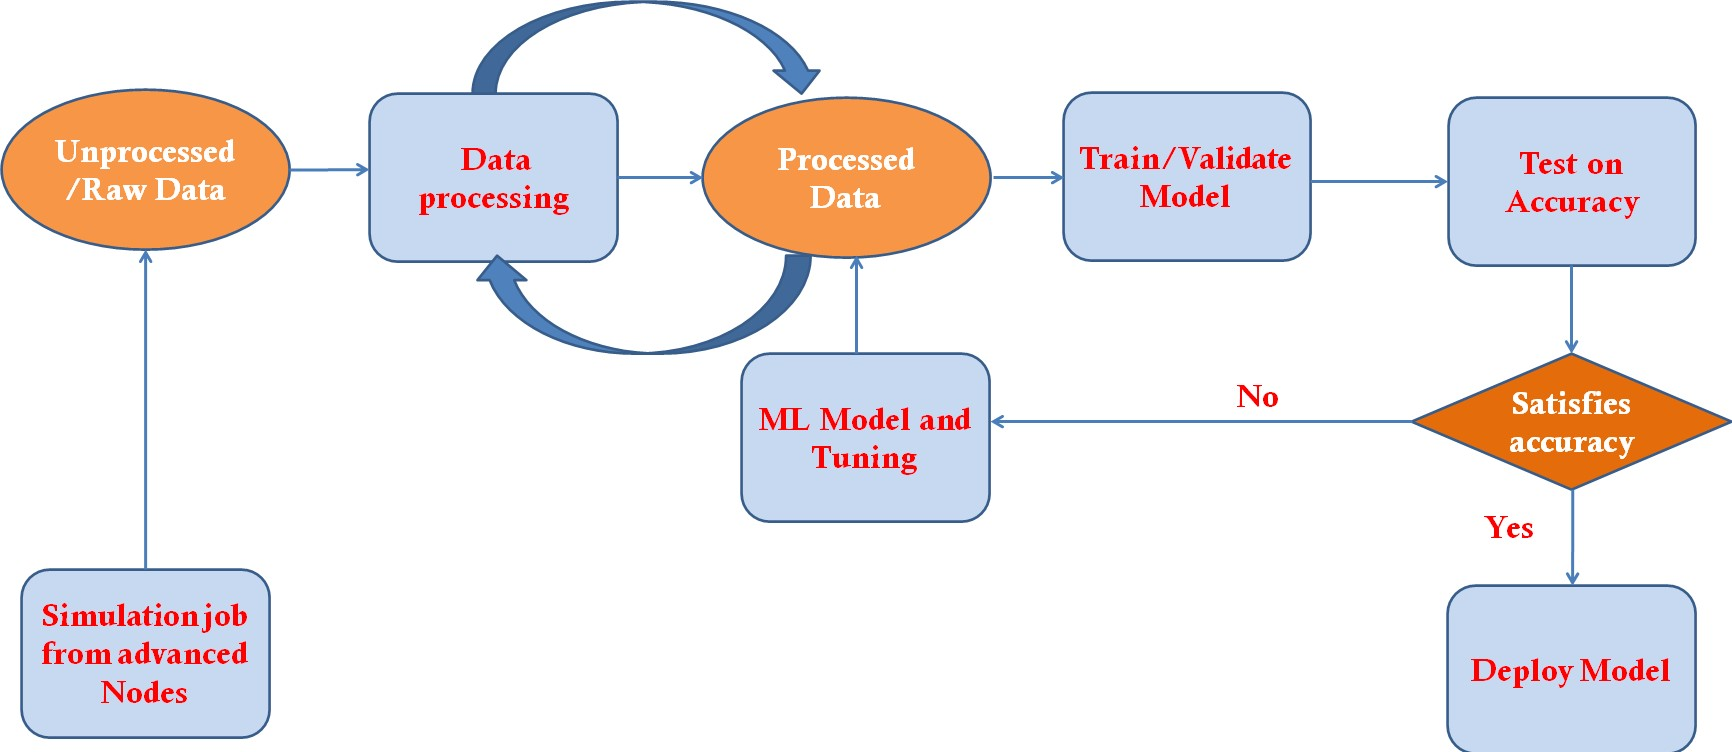 Unprocessed
/Raw Data
Data
processing
Processed
Data
Train/Validate
Model
Test on
Accuracy
Satisfies
accuracy
No
ML Model and
Tuning
Yes
Simulation job
from advanced
Nodes
Deploy Model